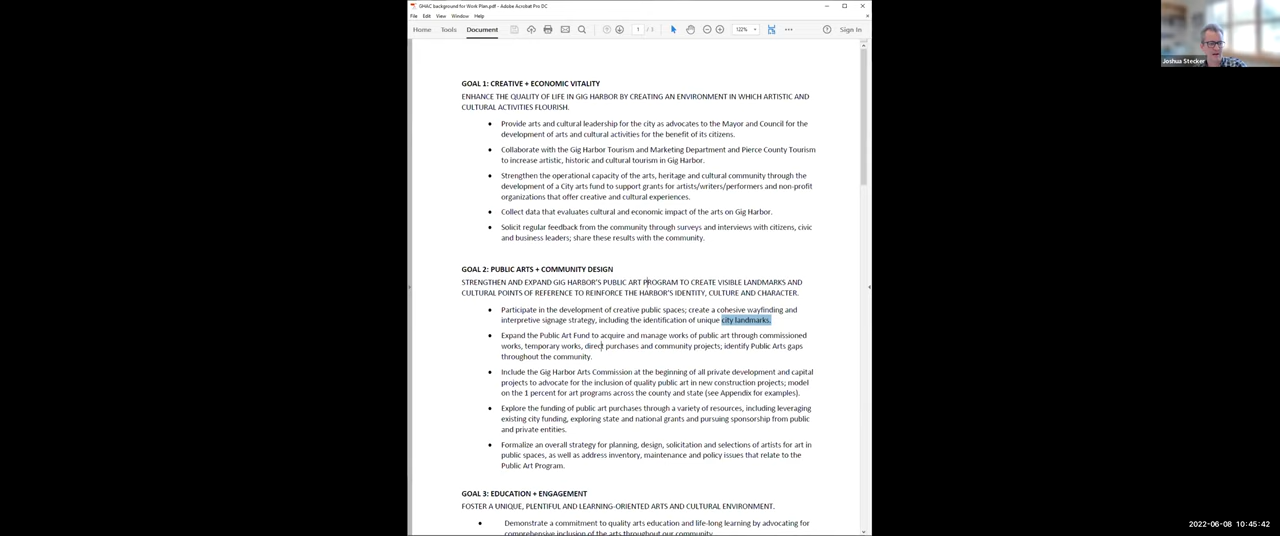 GHAC background for Work Plan.pdf - Adobe Acrobat Pro DC
File Edit View Window Help
Home Tools Document 1 / 3 122% Sign In
Joshua Stecker
GOAL 1: CREATIVE + ECONOMIC VITALITY
ENHANCE THE QUALITY OF LIFE IN GIG HARBOR BY CREATING AN ENVIRONMENT IN WHICH ARTISTIC AND
CULTURAL ACTIVITIES FLOURISH.
• Provide arts and cultural leadership for the city as advocates to the Mayor and Council for the
development of arts and cultural activities for the benefit of its citizens.
• Collaborate with the Gig Harbor Tourism and Marketing Department and Pierce County Tourism
to increase artistic, historic and cultural tourism in Gig Harbor.
• Strengthen the operational capacity of the arts, heritage and cultural community through the
development of a City arts fund to support grants for artists/writers/performers and non-profit
organizations that offer creative and cultural experiences.
• Collect data that evaluates cultural and economic impact of the arts on Gig Harbor.
• Solicit regular feedback from the community through surveys and interviews with citizens, civic
and business leaders; share these results with the community.
GOAL 2: PUBLIC ARTS + COMMUNITY DESIGN
STRENGTHEN AND EXPAND GIG HARBOR'S PUBLIC ART PROGRAM TO CREATE VISIBLE LANDMARKS AND
CULTURAL POINTS OF REFERENCE TO REINFORCE THE HARBOR'S IDENTITY, CULTURE AND CHARACTER.
• Participate in the development of creative public spaces; create a cohesive wayfinding and
interpretive signage strategy, including the identification of unique city landmarks.
• Expand the Public Art Fund to acquire and manage works of public art through commissioned
works, temporary works, direct purchases and community projects; identify Public Arts gaps
throughout the community.
• Include the Gig Harbor Arts Commission at the beginning of all private development and capital
projects to advocate for the inclusion of quality public art in new construction projects; model
on the 1 percent for art programs across the county and state (see Appendix for examples).
• Explore the funding of public art purchases through a variety of resources, including leveraging
existing city funding, exploring state and national grants and pursuing sponsorship from public
and private entities.
• Formalize an overall strategy for planning, design, solicitation and selections of artists for art in
public spaces, as well as address inventory, maintenance and policy issues that relate to the
Public Art Program.
GOAL 3: EDUCATION + ENGAGEMENT
FOSTER A UNIQUE, PLENTIFUL AND LEARNING-ORIENTED ARTS AND CULTURAL ENVIRONMENT.
• Demonstrate a commitment to quality arts education and life-long learning by advocating for
comprehensive inclusion of the arts throughout our community.
2022-06-08 10:45:42